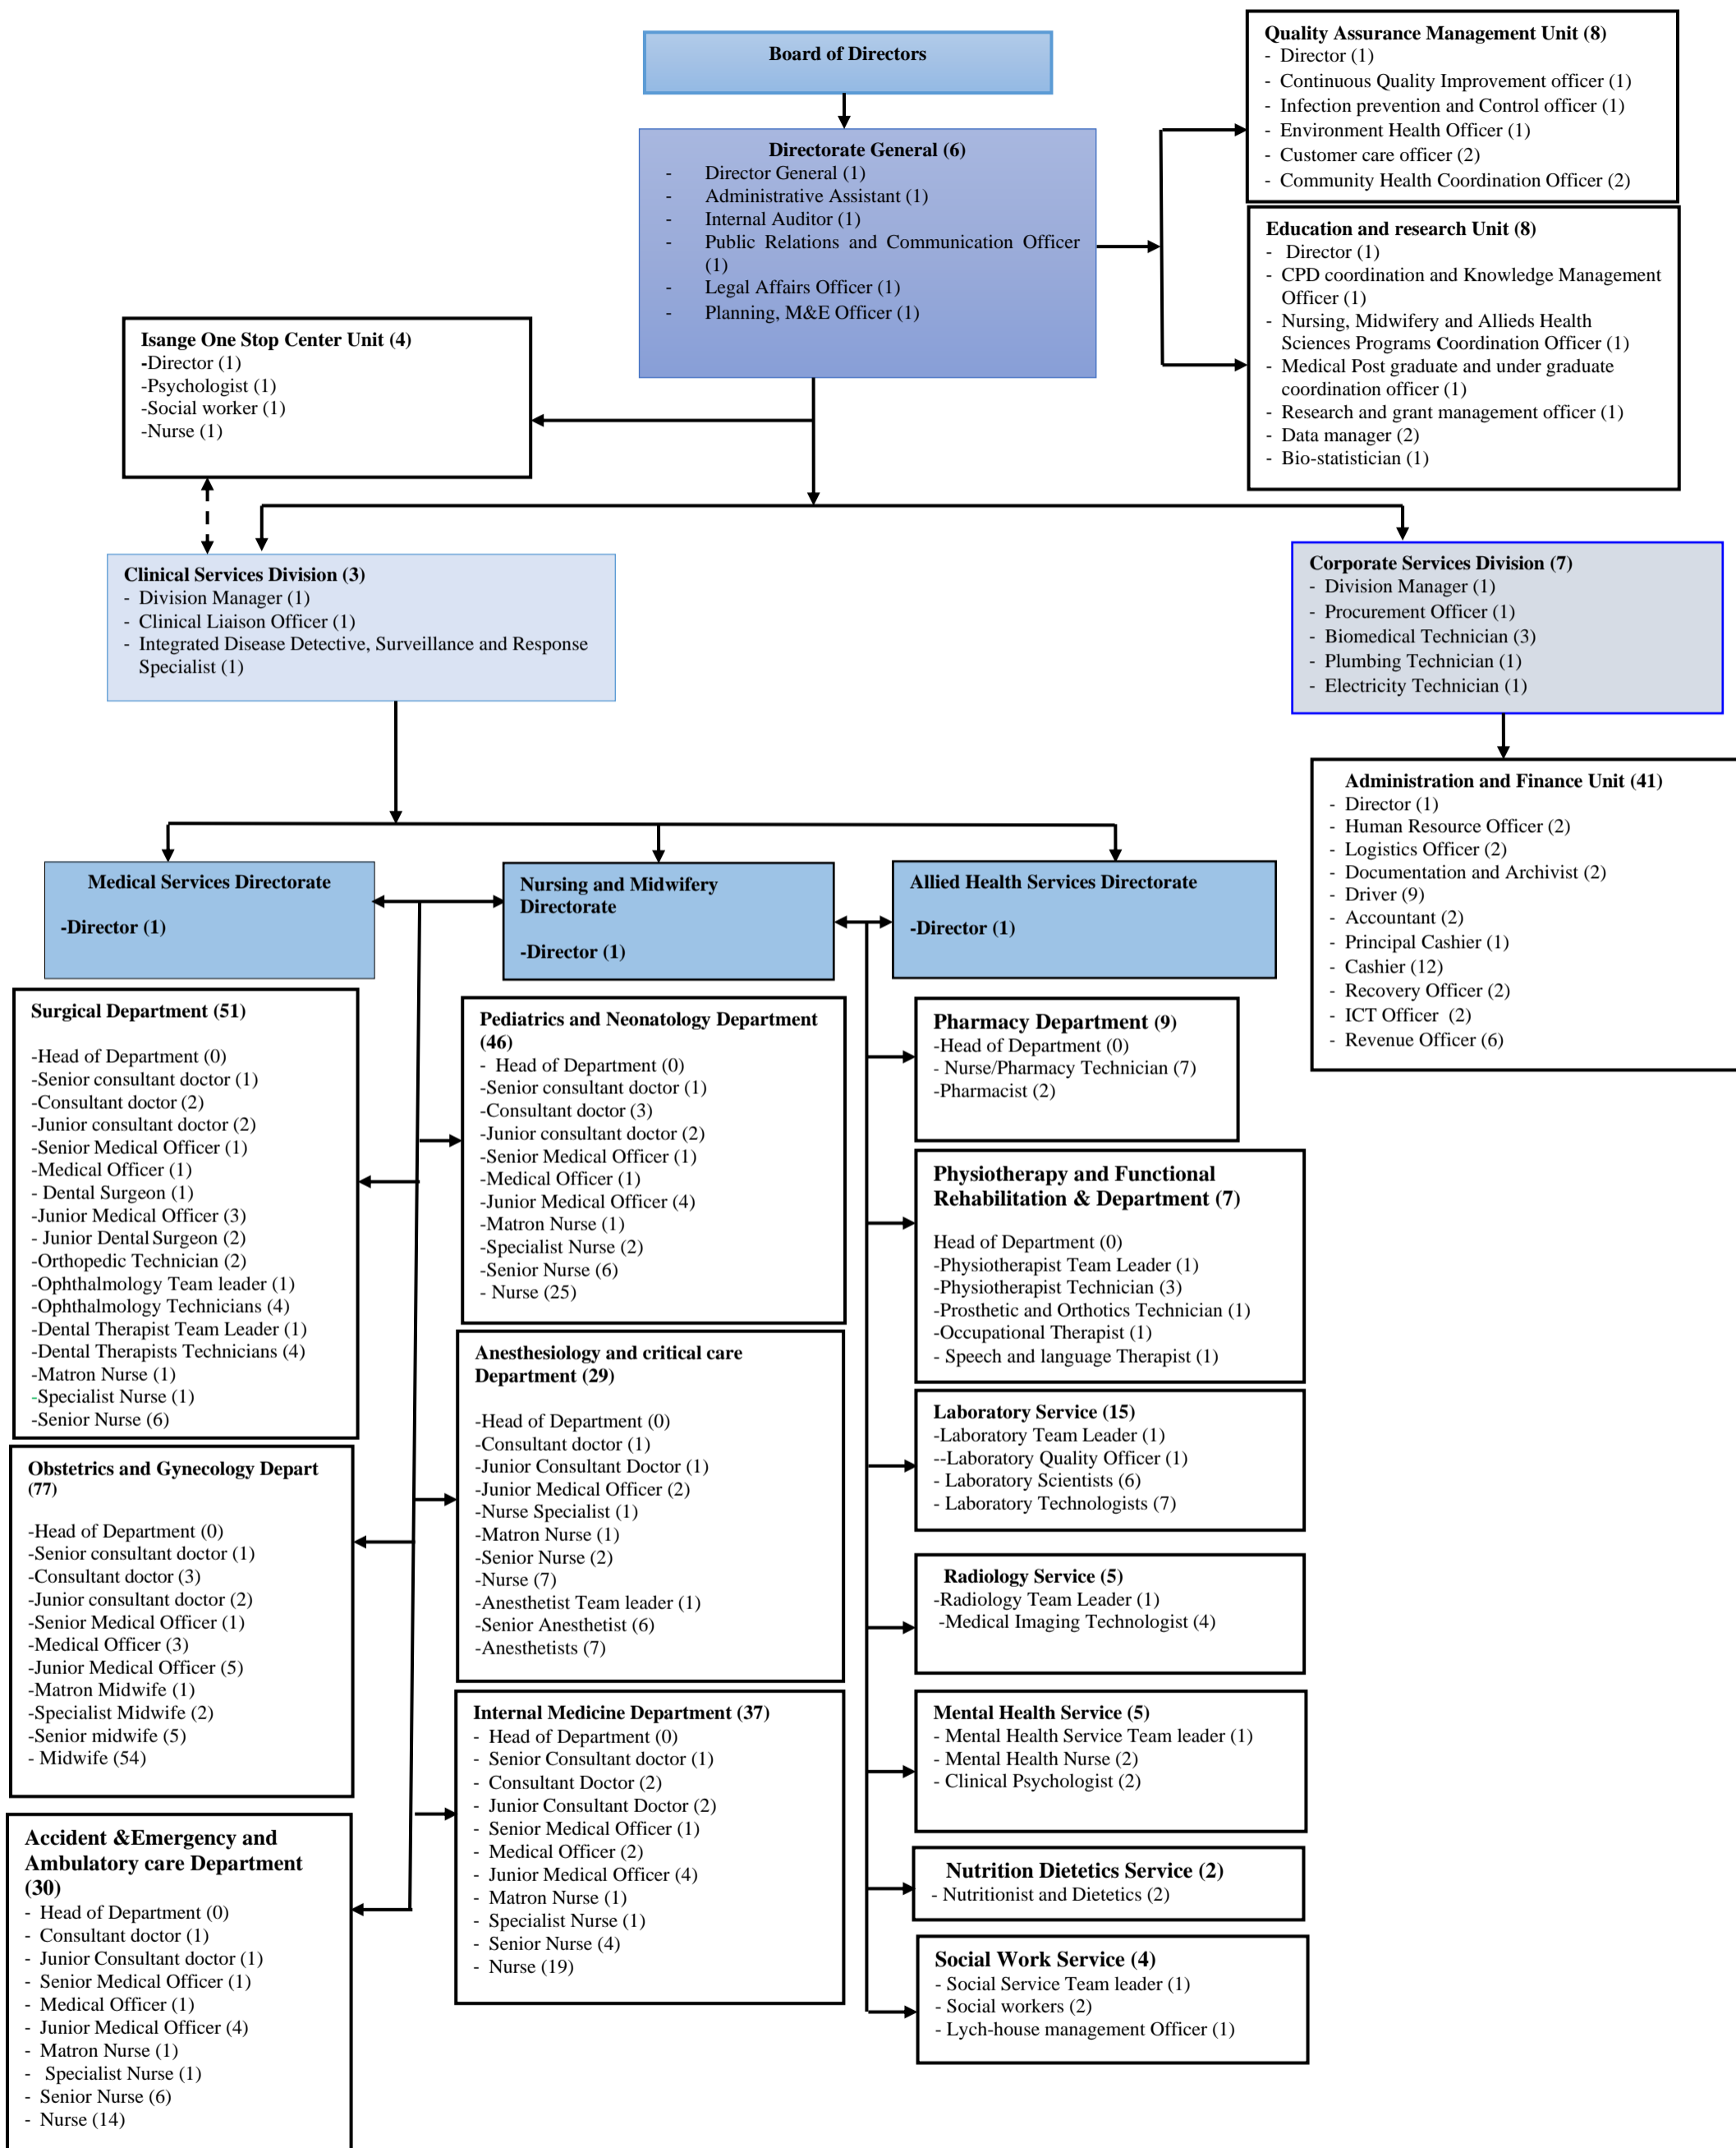 Board of Directors
Directorate General (6)
- Director General (1)
- Administrative Assistant (1)
- Internal Auditor (1)
- Public Relations and Communication Officer
(1)
- Legal Affairs Officer (1)
- Planning, M&E Officer (1)
Quality Assurance Management Unit (8)
- Director (1)
- Continuous Quality Improvement officer (1)
- Infection prevention and Control officer (1)
- Environment Health Officer (1)
- Customer care officer (2)
- Community Health Coordination Officer (2)
Education and research Unit (8)
- Director (1)
- CPD coordination and Knowledge Management
Officer (1)
- Nursing, Midwifery and Allieds Health
Sciences Programs Coordination Officer (1)
- Medical Post graduate and under graduate
coordination officer (1)
- Research and grant management officer (1)
- Data manager (2)
- Bio-statistician (1)
Isange One Stop Center Unit (4)
-Director (1)
-Psychologist (1)
-Social worker (1)
-Nurse (1)
Clinical Services Division (3)
- Division Manager (1)
- Clinical Liaison Officer (1)
- Integrated Disease Detective, Surveillance and Response
Specialist (1)
Corporate Services Division (7)
- Division Manager (1)
- Procurement Officer (1)
- Biomedical Technician (3)
- Plumbing Technician (1)
- Electricity Technician (1)
Administration and Finance Unit (41)
- Director (1)
- Human Resource Officer (2)
- Logistics Officer (2)
- Documentation and Archivist (2)
- Driver (9)
- Accountant (2)
- Principal Cashier (1)
- Cashier (12)
- Recovery Officer (2)
- ICT Officer (2)
- Revenue Officer (6)
Medical Services Directorate
-Director (1)
Nursing and Midwifery
Directorate
-Director (1)
Allied Health Services Directorate
-Director (1)
Surgical Department (51)
-Head of Department (0)
-Senior consultant doctor (1)
-Consultant doctor (2)
-Junior consultant doctor (2)
-Senior Medical Officer (1)
-Medical Officer (1)
- Dental Surgeon (1)
-Junior Medical Officer (3)
- Junior Dental Surgeon (2)
-Orthopedic Technician (2)
-Ophthalmology Team leader (1)
-Ophthalmology Technicians (4)
-Dental Therapist Team Leader (1)
-Dental Therapists Technicians (4)
-Matron Nurse (1)
-Specialist Nurse (1)
-Senior Nurse (6)
Obstetrics and Gynecology Depart
(77)
-Head of Department (0)
-Senior consultant doctor (1)
-Consultant doctor (3)
-Junior consultant doctor (2)
-Senior Medical Officer (1)
-Medical Officer (3)
-Junior Medical Officer (5)
-Matron Midwife (1)
-Specialist Midwife (2)
-Senior midwife (5)
- Midwife (54)
Accident &Emergency and
Ambulatory care Department
(30)
- Head of Department (0)
- Consultant doctor (1)
- Junior Consultant doctor (1)
- Senior Medical Officer (1)
- Medical Officer (1)
- Junior Medical Officer (4)
- Matron Nurse (1)
- Specialist Nurse (1)
- Senior Nurse (6)
- Nurse (14)
Pediatrics and Neonatology Department
(46)
- Head of Department (0)
-Senior consultant doctor (1)
-Consultant doctor (3)
-Junior consultant doctor (2)
-Senior Medical Officer (1)
-Medical Officer (1)
-Junior Medical Officer (4)
-Matron Nurse (1)
-Specialist Nurse (2)
-Senior Nurse (6)
- Nurse (25)
Anesthesiology and critical care
Department (29)
-Head of Department (0)
-Consultant doctor (1)
-Junior Consultant Doctor (1)
-Junior Medical Officer (2)
-Nurse Specialist (1)
-Matron Nurse (1)
-Senior Nurse (2)
-Nurse (7)
-Anesthetist Team leader (1)
-Senior Anesthetist (6)
-Anesthetists (7)
Internal Medicine Department (37)
- Head of Department (0)
- Senior Consultant doctor (1)
- Consultant Doctor (2)
- Junior Consultant Doctor (2)
- Senior Medical Officer (1)
- Medical Officer (2)
- Junior Medical Officer (4)
- Matron Nurse (1)
- Specialist Nurse (1)
- Senior Nurse (4)
- Nurse (19)
Pharmacy Department (9)
-Head of Department (0)
- Nurse/Pharmacy Technician (7)
-Pharmacist (2)
Physiotherapy and Functional
Rehabilitation & Department (7)
Head of Department (0)
-Physiotherapist Team Leader (1)
-Physiotherapist Technician (3)
-Prosthetic and Orthotics Technician (1)
-Occupational Therapist (1)
- Speech and language Therapist (1)
Laboratory Service (15)
-Laboratory Team Leader (1)
--Laboratory Quality Officer (1)
- Laboratory Scientists (6)
- Laboratory Technologists (7)
Radiology Service (5)
-Radiology Team Leader (1)
-Medical Imaging Technologist (4)
Mental Health Service (5)
- Mental Health Service Team leader (1)
- Mental Health Nurse (2)
- Clinical Psychologist (2)
Nutrition Dietetics Service (2)
- Nutritionist and Dietetics (2)
Social Work Service (4)
- Social Service Team leader (1)
- Social workers (2)
- Lych-house management Officer (1)